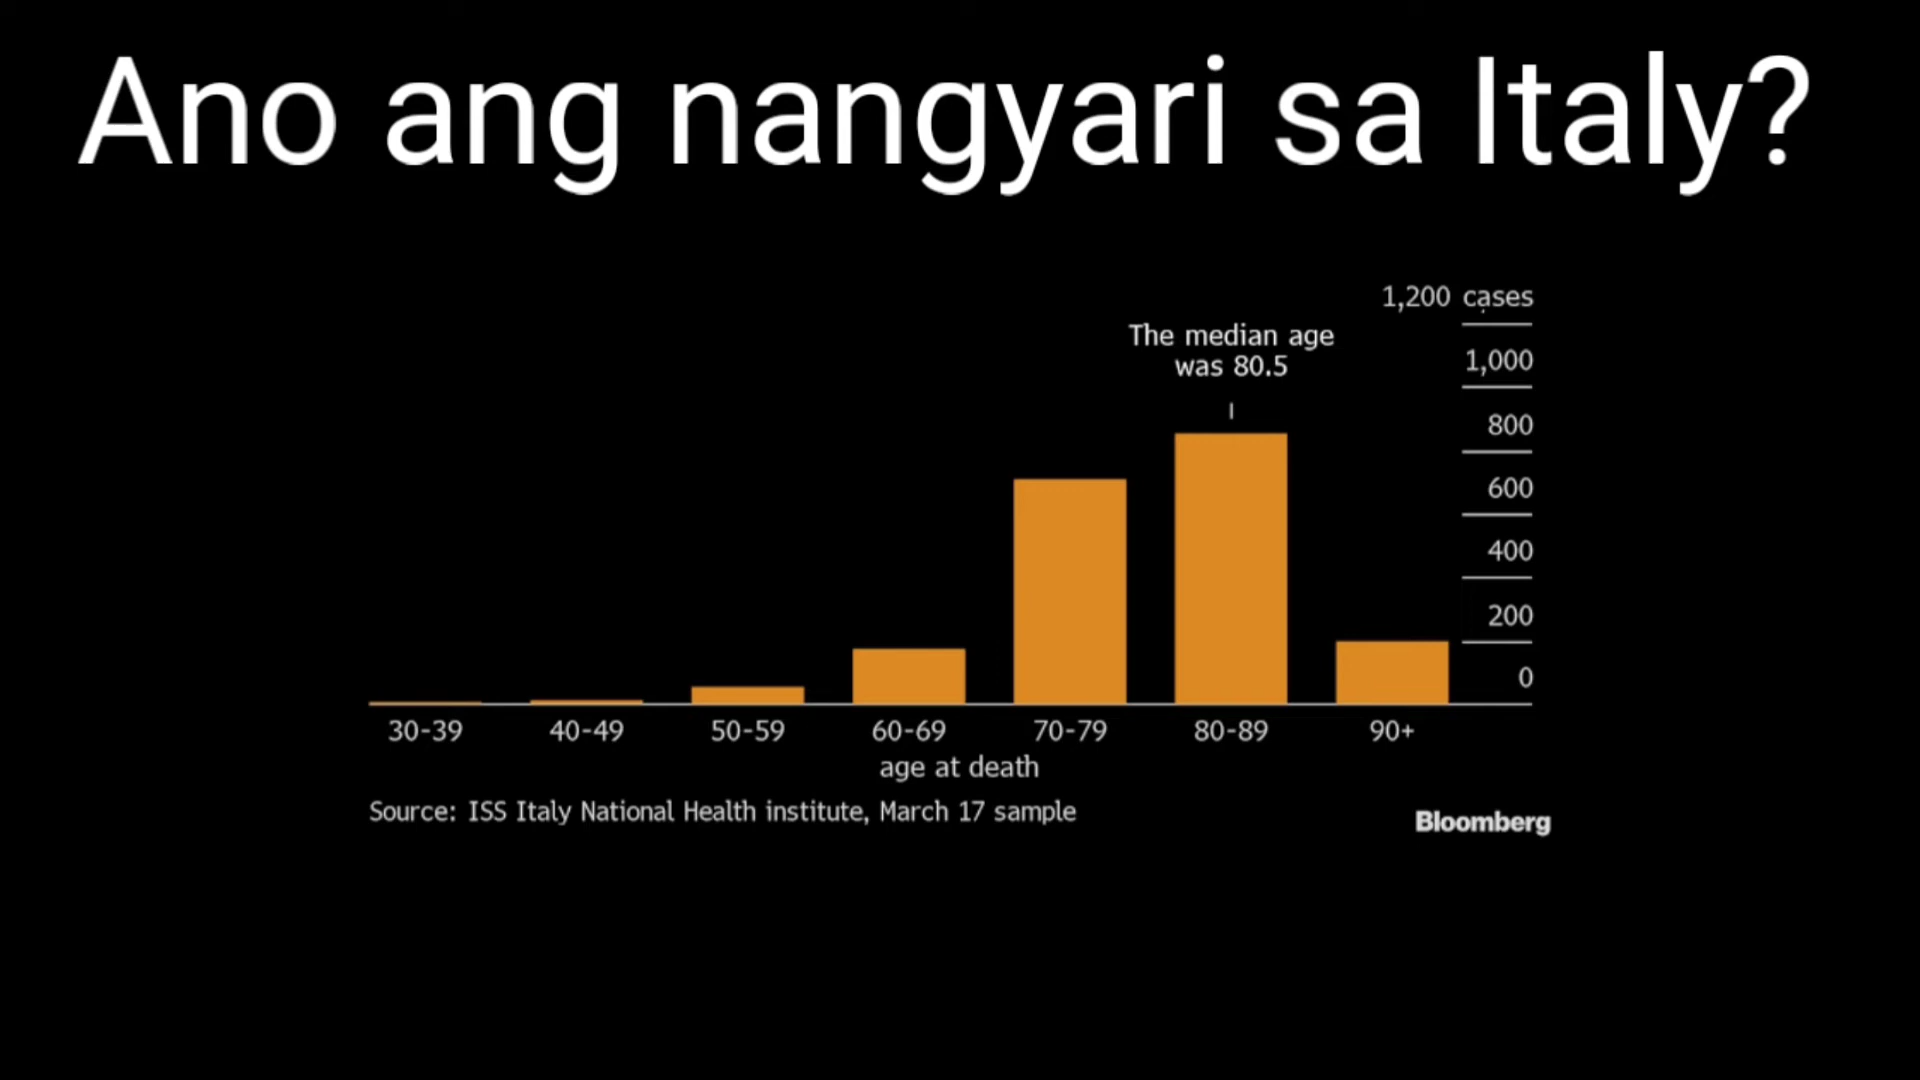 Ano ang nangyari sa Italy?
1,200 cases
The median age
was 80.5
1,000
800
600
400
200
0
30-39 40-49 50-59 60-69 70-79 80-89 90+
age at death
Source: ISS Italy National Health institute, March 17 sample
Bloomberg